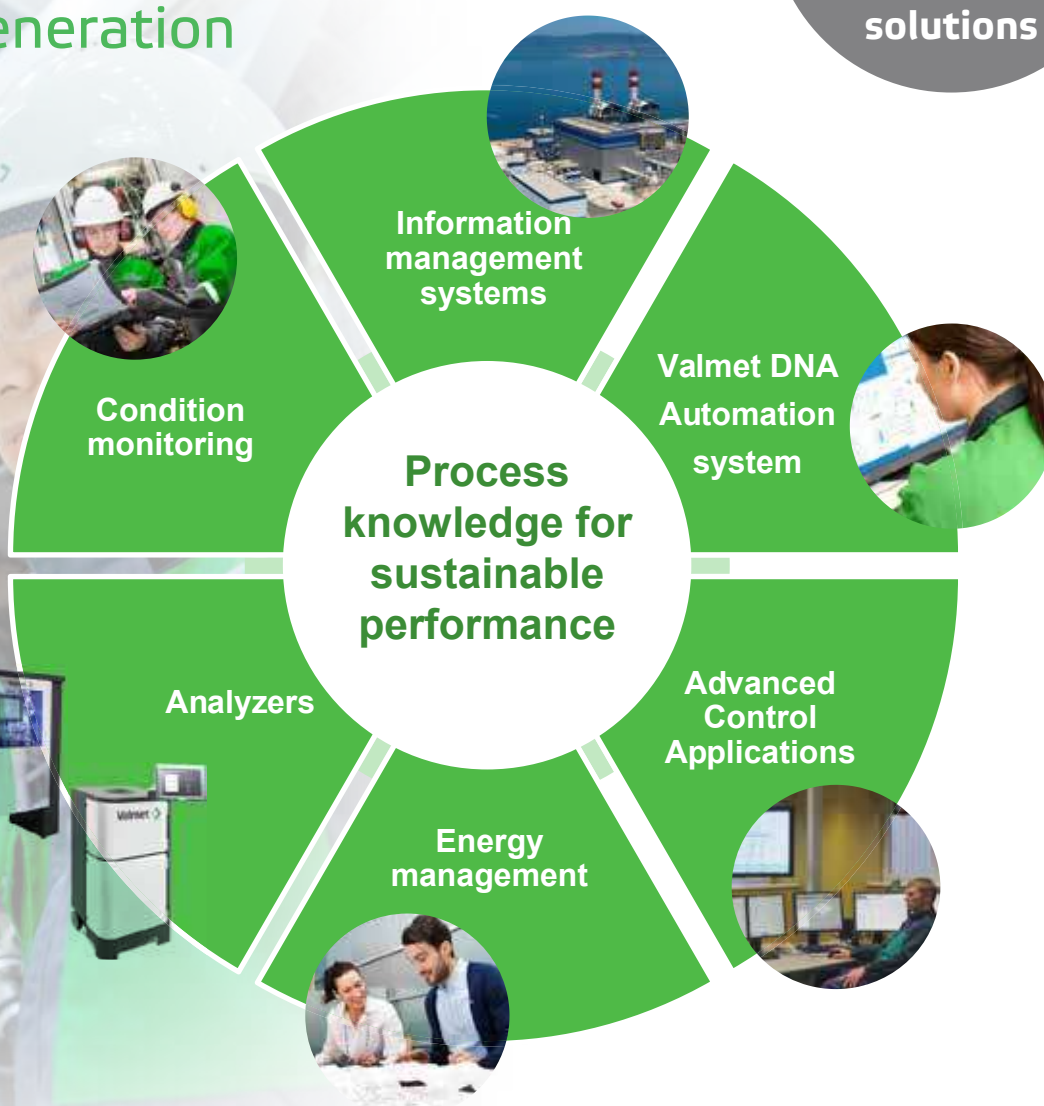 eneration
solutions
Information
management
systems
Valmet DNA
Automation
system
Condition
monitoring
Process
knowledge for
sustainable
performance
Analyzers
Advanced
Control
Applications
Energy
management
Valmet